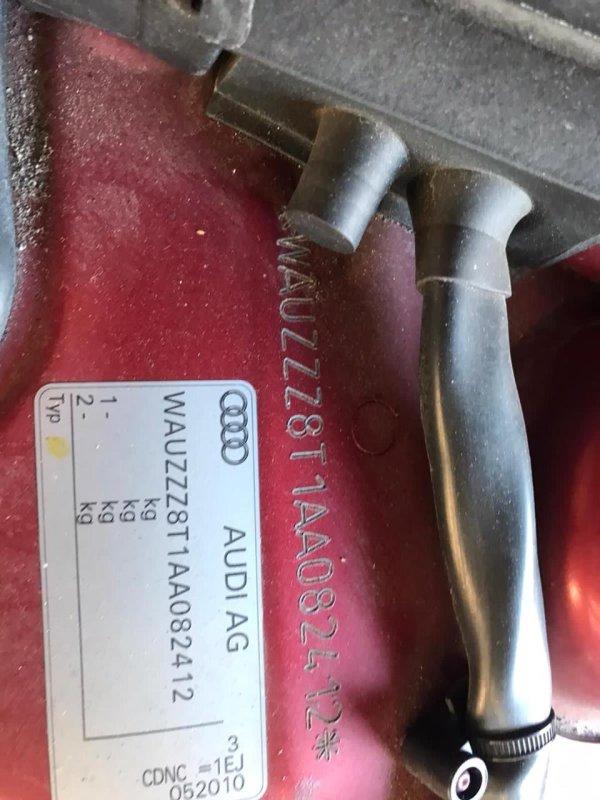 *WAUZZZ8T1AA082412*
AUDI AG
WAUZZZ8T1AA082412
kg
kg
1 - kg
2 - kg
Typ
3
CDNC =1EJ
052010